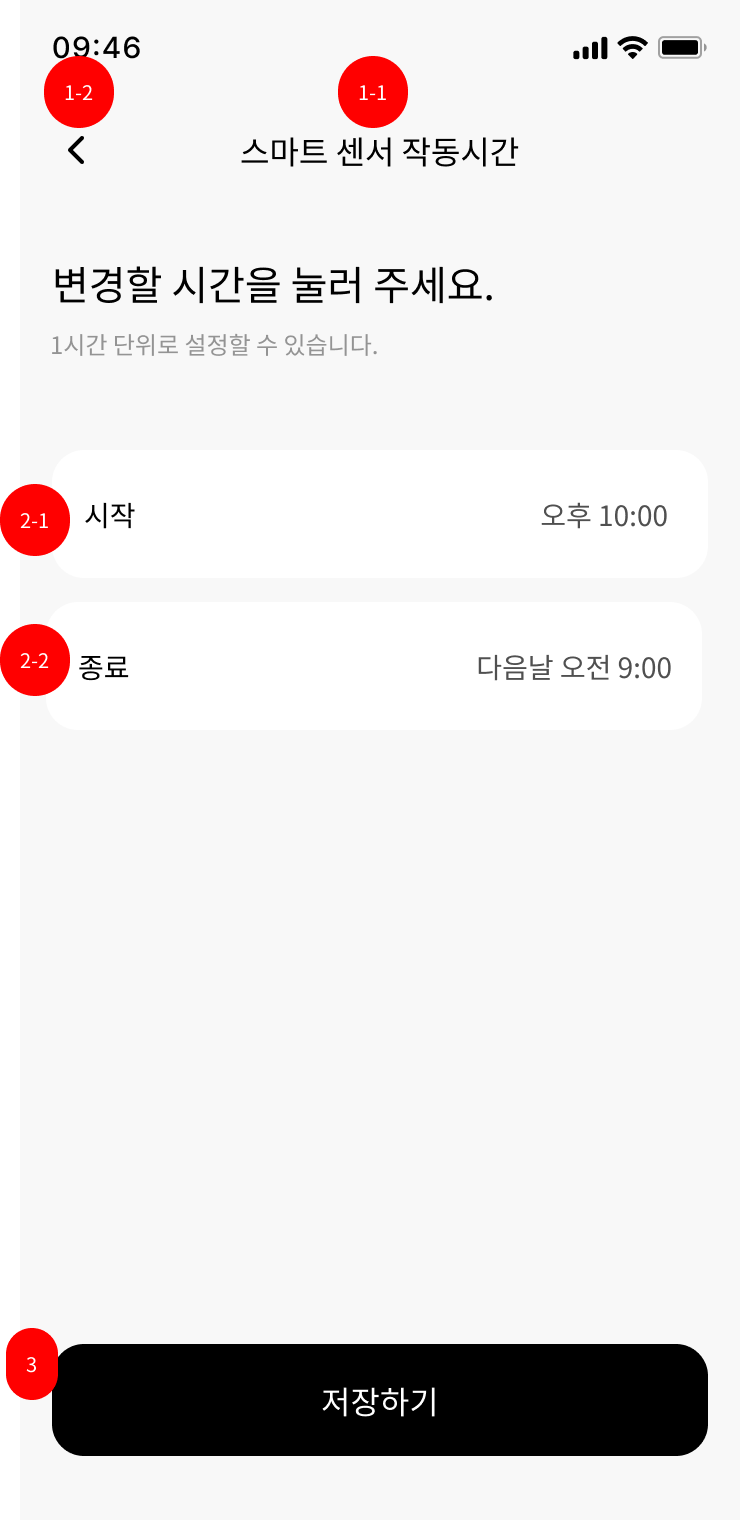 09:46
1-2
1-1
스마트 센서 작동시간
변경할 시간을 눌러 주세요.
1시간 단위로 설정할 수 있습니다.
2-1
시작
오후 10:00
2-2
종료
다음날 오전 9:00
3
저장하기